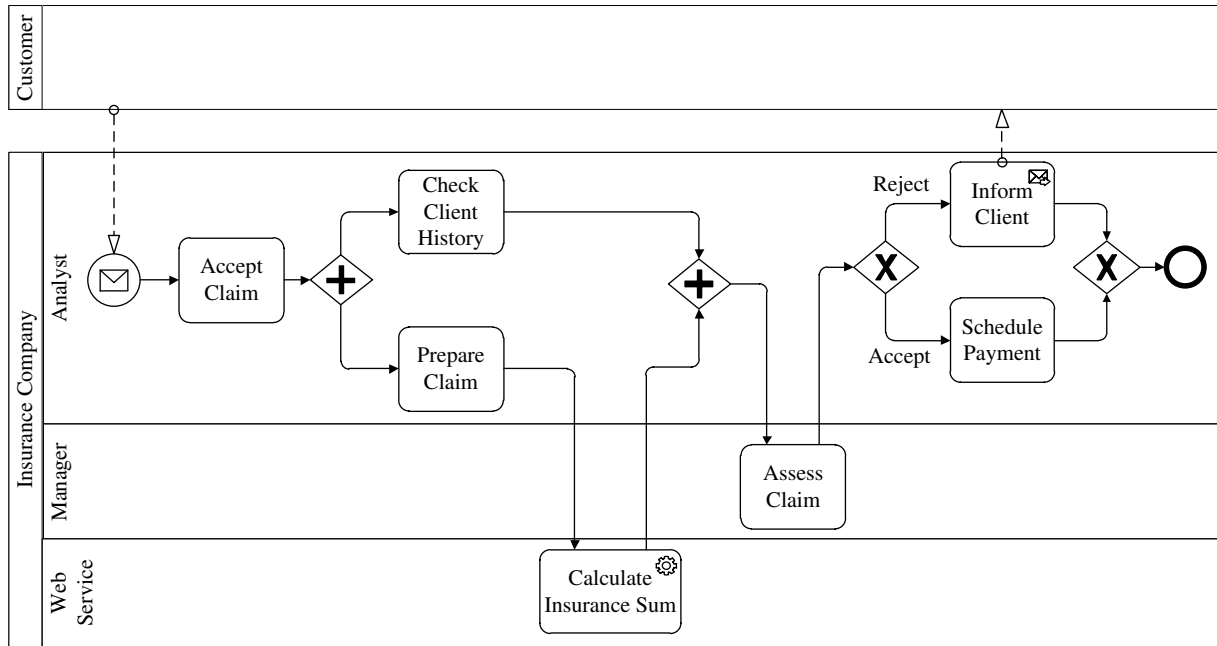 Customer
Insurance Company
Analyst
Manager
Web
Service
Accept
Claim
Check
Client
History
Prepare
Claim
Calculate
Insurance Sum
Assess
Claim
Reject
Accept
Inform
Client
Schedule
Payment